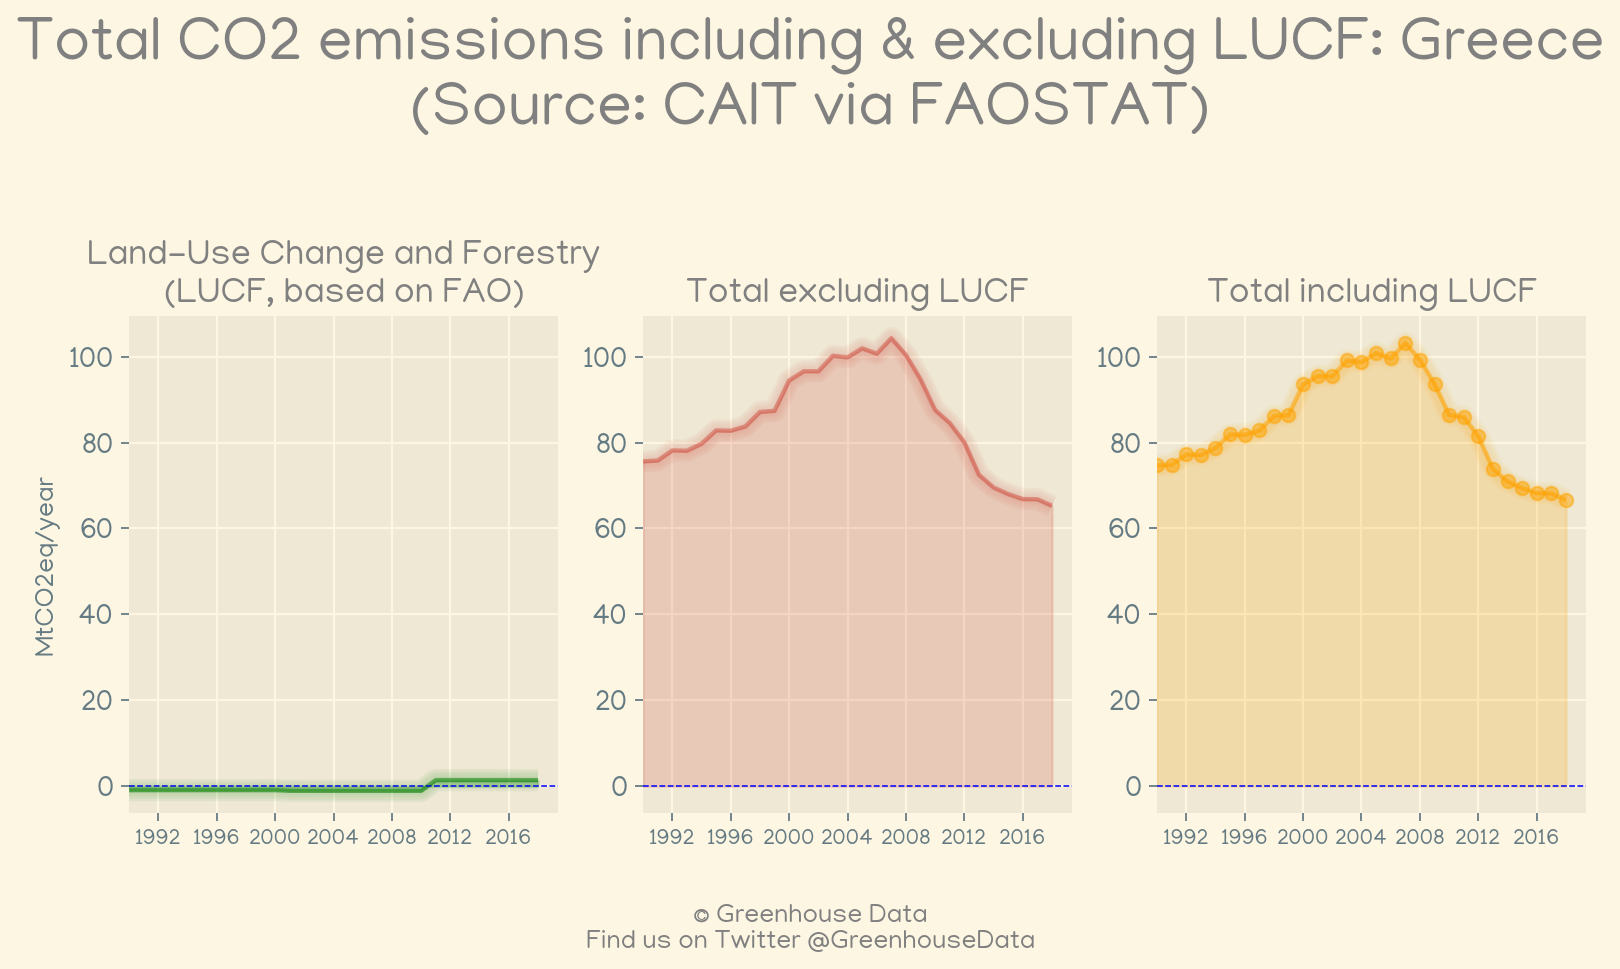 Total CO2 emissions including & excluding LUCF: Greece
(Source: CAIT via FAOSTAT)
Land-Use Change and Forestry
(LUCF, based on FAO)
Total excluding LUCF
Total including LUCF
MtCO2eq/year
100
80
60
40
20
0
1992 1996 2000 2004 2008 2012 2016
100
80
60
40
20
0
1992 1996 2000 2004 2008 2012 2016
100
80
60
40
20
0
1992 1996 2000 2004 2008 2012 2016
© Greenhouse Data
Find us on Twitter @GreenhouseData